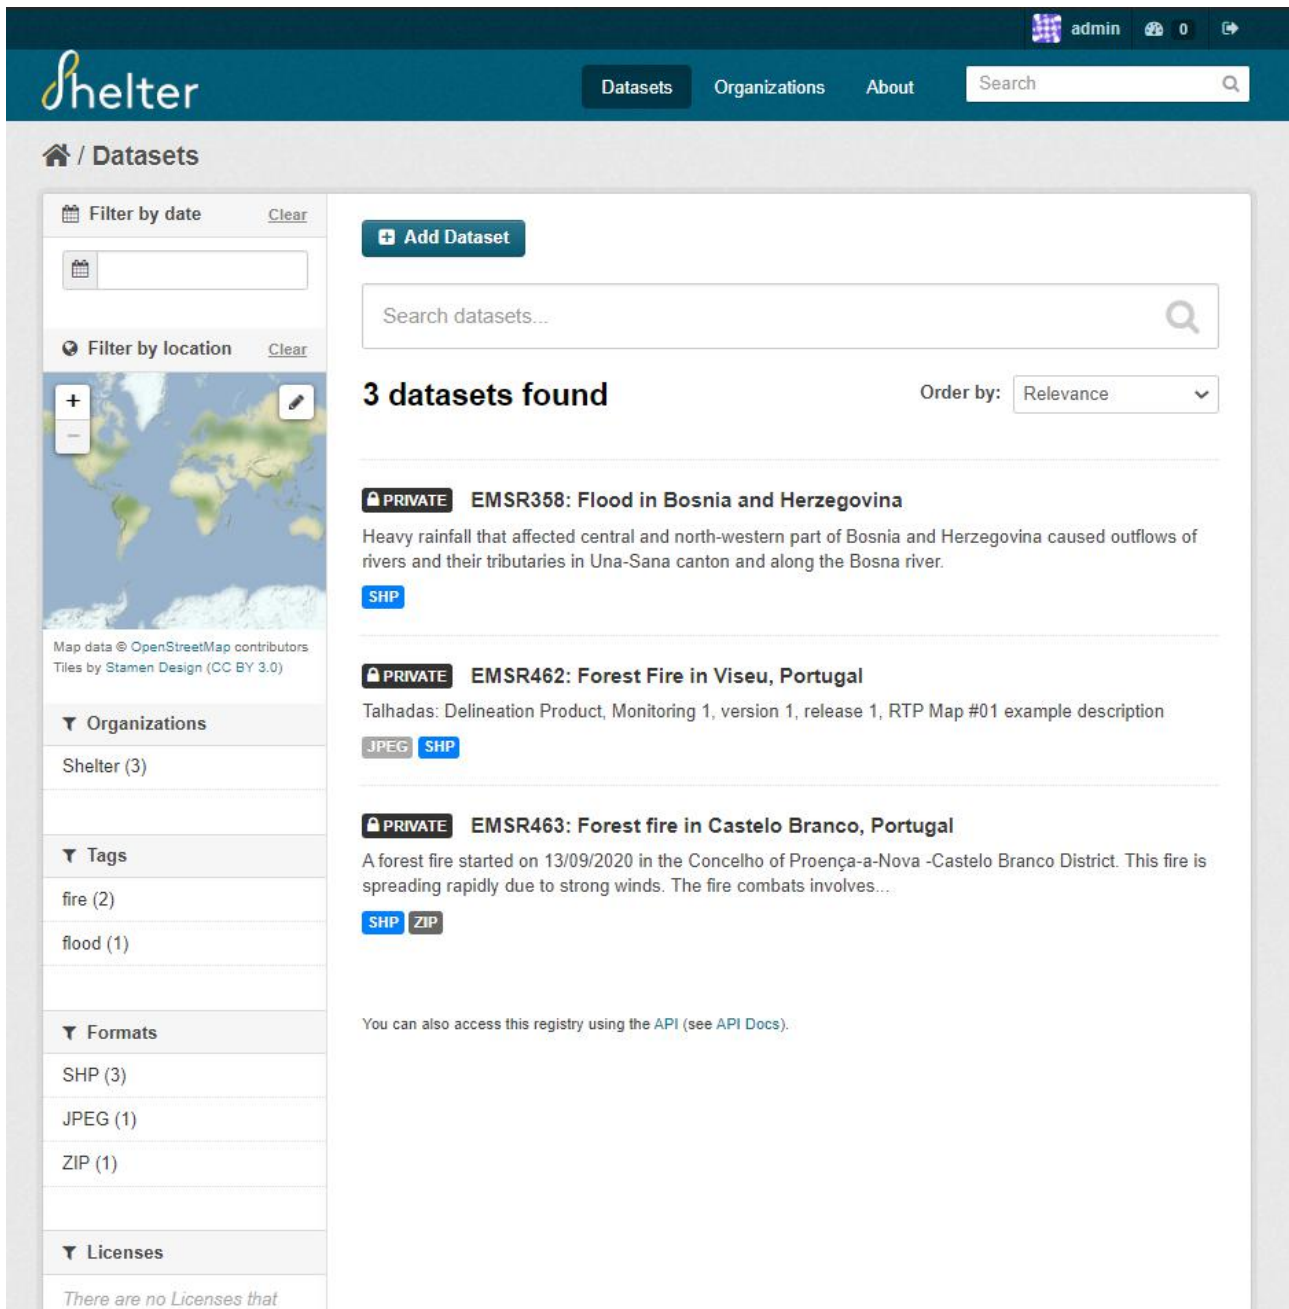 admin 0
Shelter
Datasets Organizations About Search
/ Datasets
Filter by date Clear
Filter by location Clear
+
−
Map data © OpenStreetMap contributors
Tiles by Stamen Design (CC BY 3.0)
Organizations
Shelter (3)
Tags
fire (2)
flood (1)
Formats
SHP (3)
JPEG (1)
ZIP (1)
Licenses
There are no Licenses that
Add Dataset
Search datasets...
3 datasets found
Order by: Relevance
PRIVATE EMSR358: Flood in Bosnia and Herzegovina
Heavy rainfall that affected central and north-western part of Bosnia and Herzegovina caused outflows of
rivers and their tributaries in Una-Sana canton and along the Bosna river.
SHP
PRIVATE EMSR462: Forest Fire in Viseu, Portugal
Talhadas: Delineation Product, Monitoring 1, version 1, release 1, RTP Map #01 example description
JPEG SHP
PRIVATE EMSR463: Forest fire in Castelo Branco, Portugal
A forest fire started on 13/09/2020 in the Concelho of Proença-a-Nova -Castelo Branco District. This fire is
spreading rapidly due to strong winds. The fire combats involves...
SHP ZIP
You can also access this registry using the API (see API Docs).